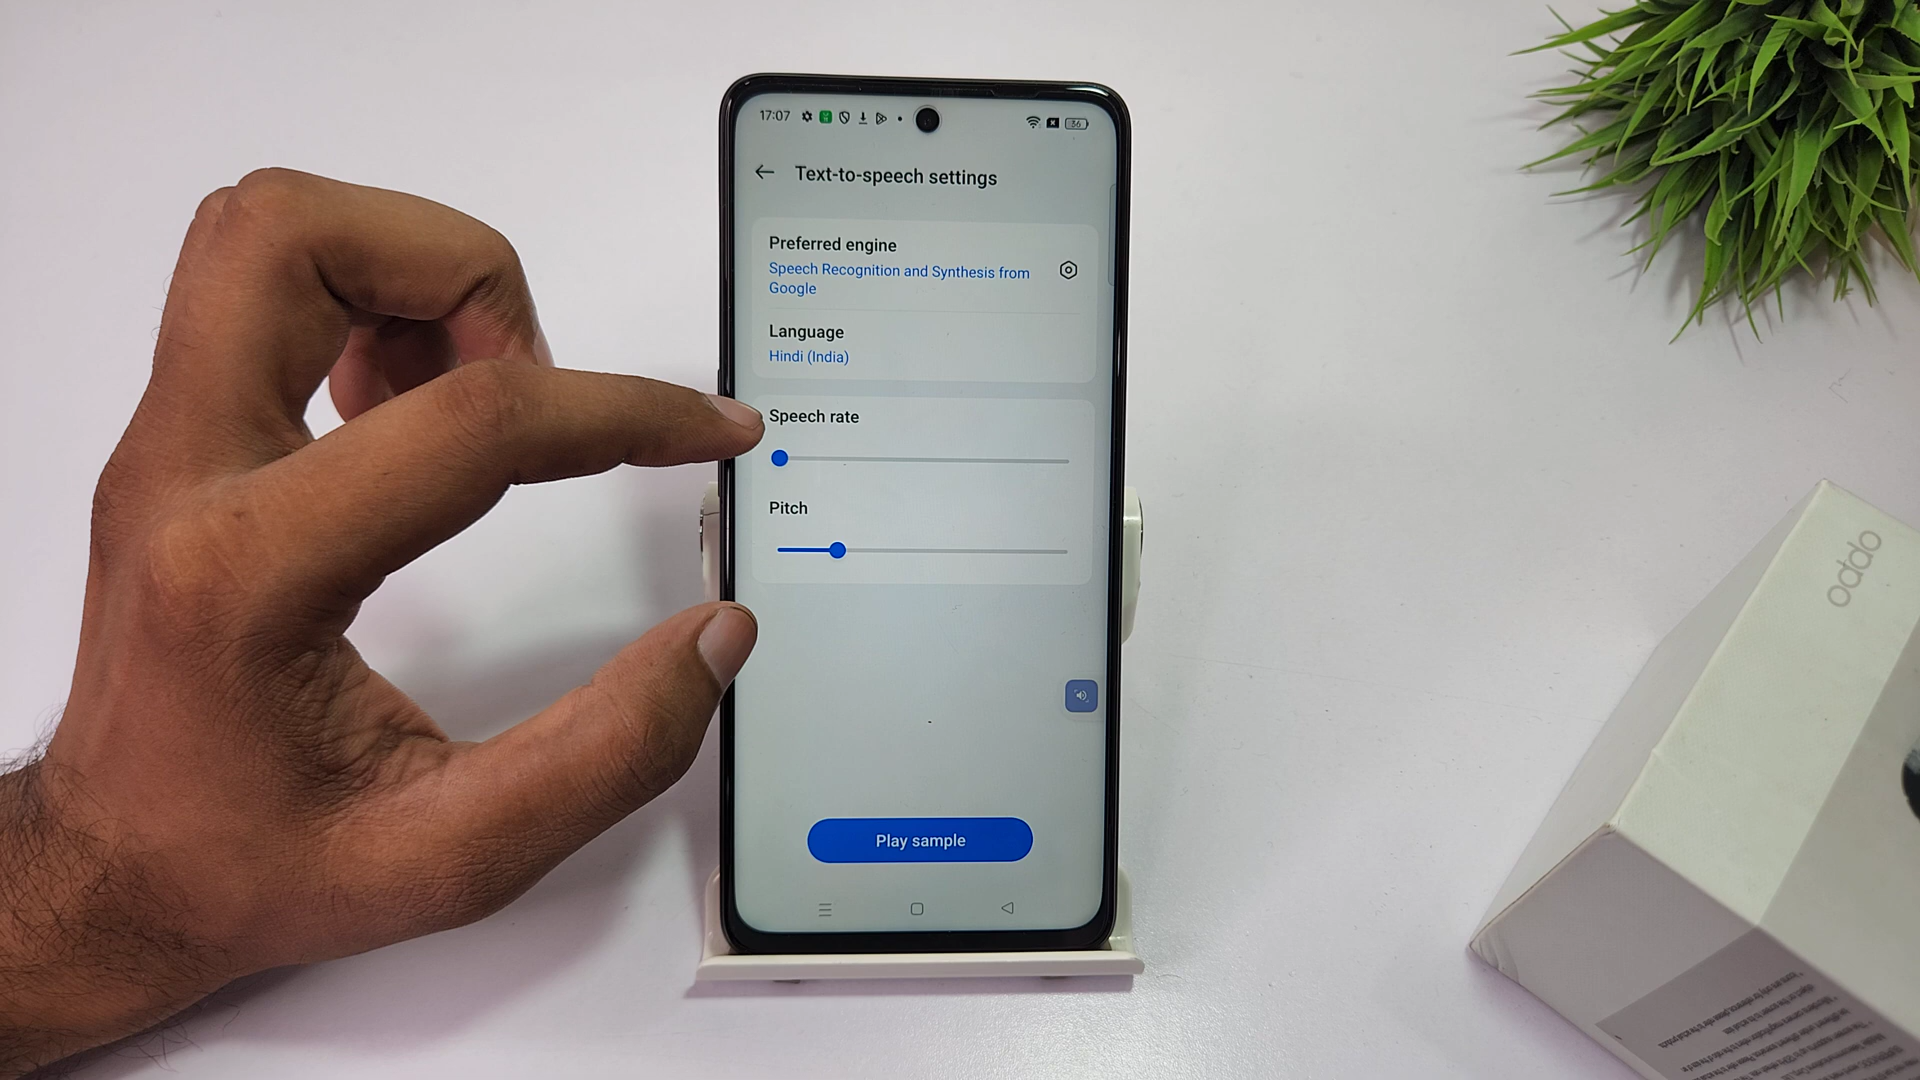 17:07
36
Text-to-speech settings
Preferred engine
Speech Recognition and Synthesis from
Google
Language
Hindi (India)
Speech rate
Pitch
Play sample
oppo